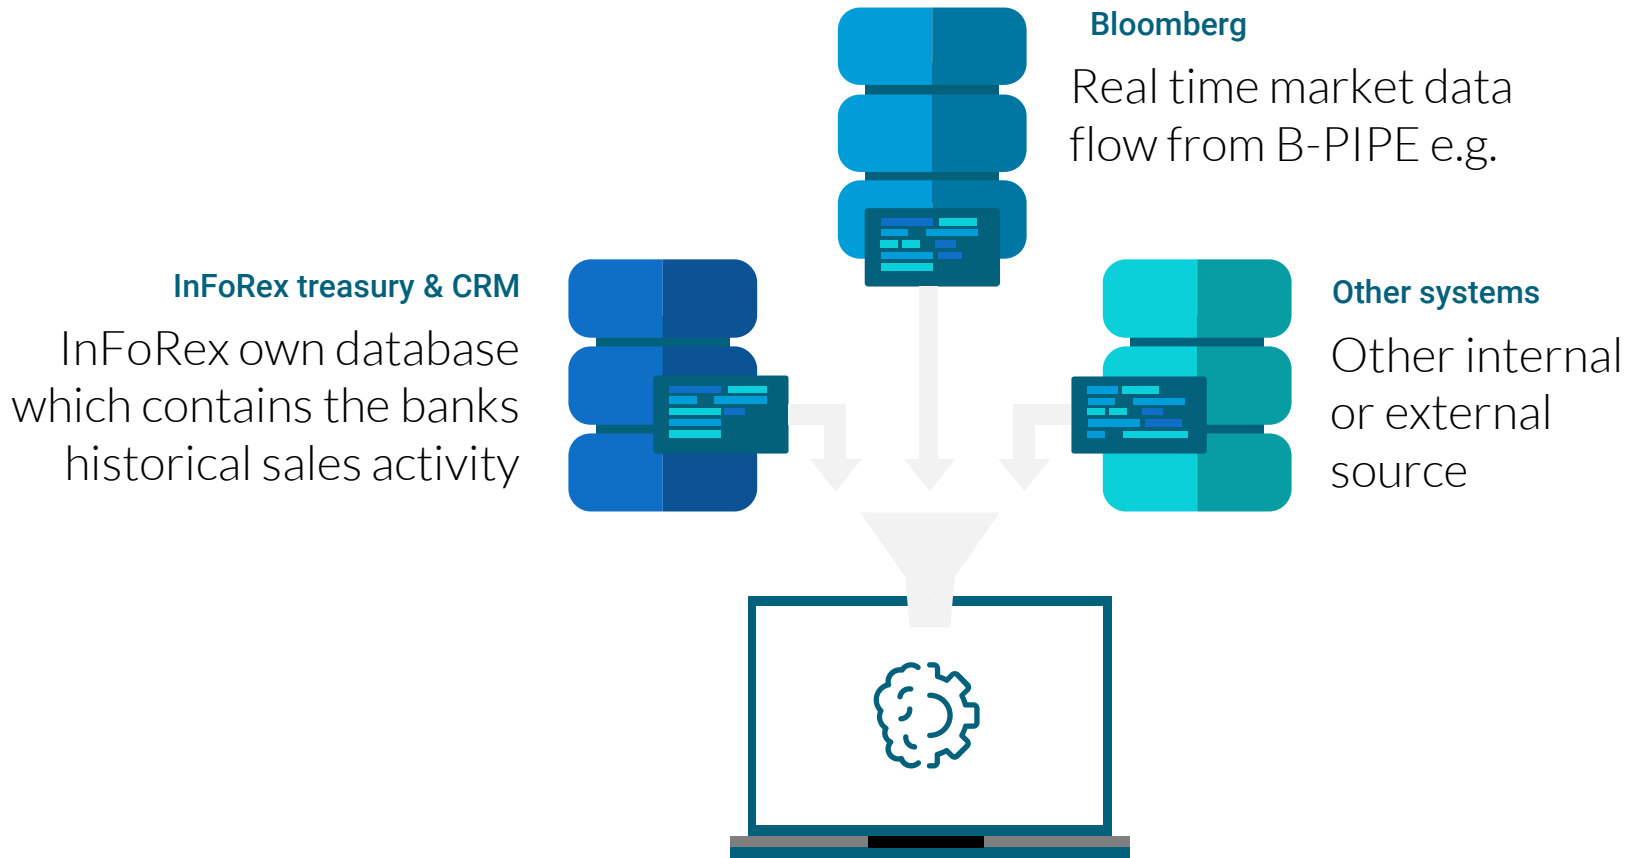 Bloomberg
Real time market data
flow from B-PIPE e.g.
InFoRex treasury & CRM
InFoRex own database
which contains the banks
historical sales activity
Other systems
Other internal
or external
source